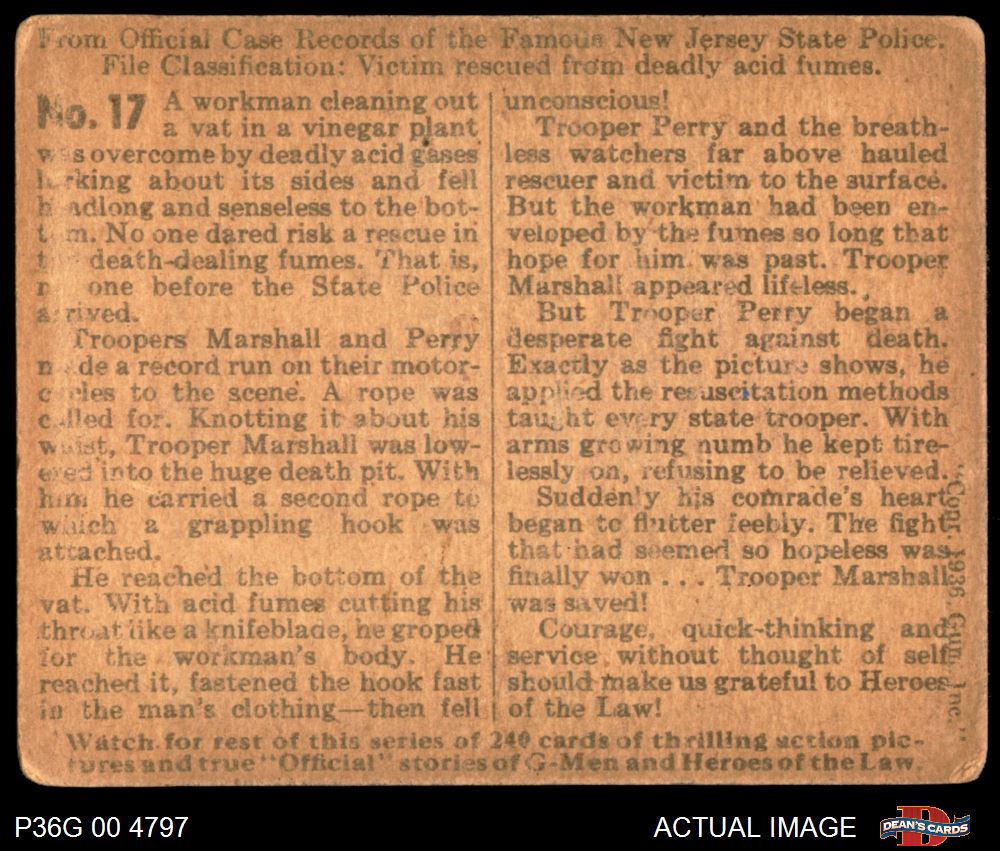 From Official Case Records of the Famous New Jersey State Police.
File Classification: Victim rescued from deadly acid fumes.
No. 17
A workman cleaning out
a vat in a vinegar plant
was overcome by deadly acid gases
lurking about its sides and fell
headlong and senseless to the bot-
tom. No one dared risk a rescue in
the death-dealing fumes. That is,
no one before the State Police
arrived.
Troopers Marshall and Perry
made a record run on their motor-
cycles to the scene. A rope was
called for. Knotting it about his
waist, Trooper Marshall was low-
ered into the huge death pit. With
him he carried a second rope to
which a grappling hook was
attached.
He reached the bottom of the
vat. With acid fumes cutting his
throat like a knifeblade, he groped
for the workman's body. He
reached it, fastened the hook fast
in the man's clothing—then fell
unconscious!
Trooper Perry and the breath-
less watchers far above hauled
rescuer and victim to the surface.
But the workman had been en-
veloped by the fumes so long that
hope for him was past. Trooper
Marshall appeared lifeless.
But Trooper Perry began a
desperate fight against death.
Exactly as the picture shows, he
applied the resuscitation methods
taught every state trooper. With
arms growing numb he kept tire-
lessly on, refusing to be relieved.
Suddenly his comrade's heart
began to flutter feebly. The fight
that had seemed so hopeless was
finally won . . . Trooper Marshall
was saved!
Courage, quick-thinking and
service without thought of self
should make us grateful to Heroes
of the Law!
"Copr. 1936, Gum, Inc."
Watch for rest of this series of 240 cards of thrilling action pic-
tures and true "Official" stories of G-Men and Heroes of the Law.
P36G 00 4797
ACTUAL IMAGE
DEAN'S CARDS